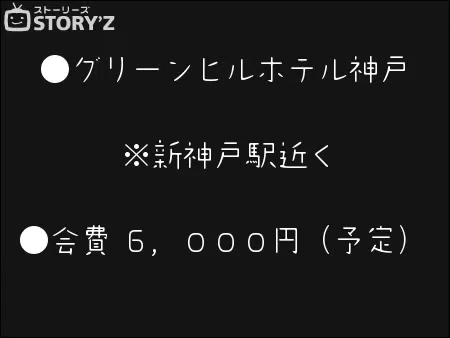 ストーリーズ
STORY'Z
●グリーンヒルホテル神戸
※新神戸駅近く
●会費 6,000円(予定)